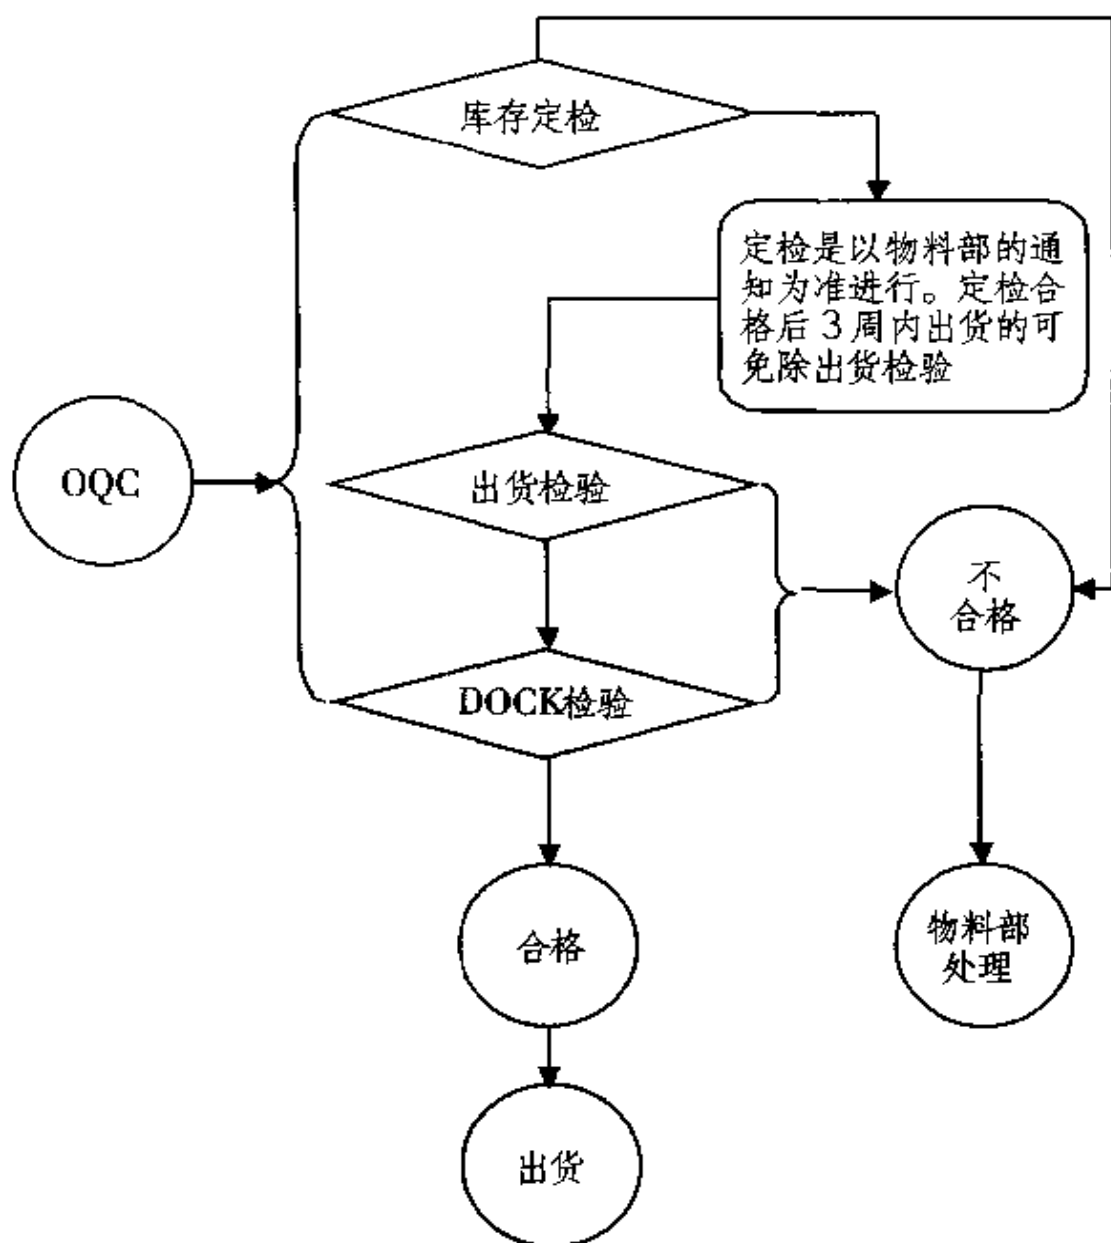 库存定检
定检是以物料部的通
知为准进行。定检合
格后3周内出货的可
免除出货检验
OQC
出货检验
不
合格
DOCK检验
合格
物料部
处理
出货